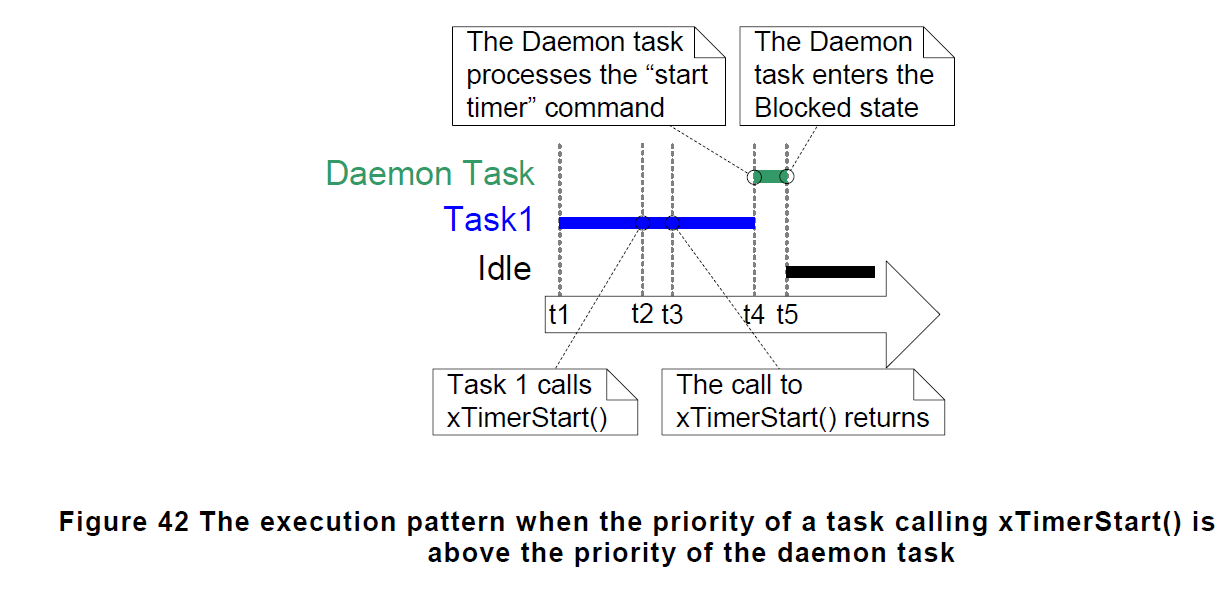 The Daemon task
processes the “start
timer” command
The Daemon
task enters the
Blocked state
Daemon Task
Task1
Idle
t1 t2 t3 t4 t5
Task 1 calls
xTimerStart()
The call to
xTimerStart() returns
Figure 42 The execution pattern when the priority of a task calling xTimerStart() is
above the priority of the daemon task